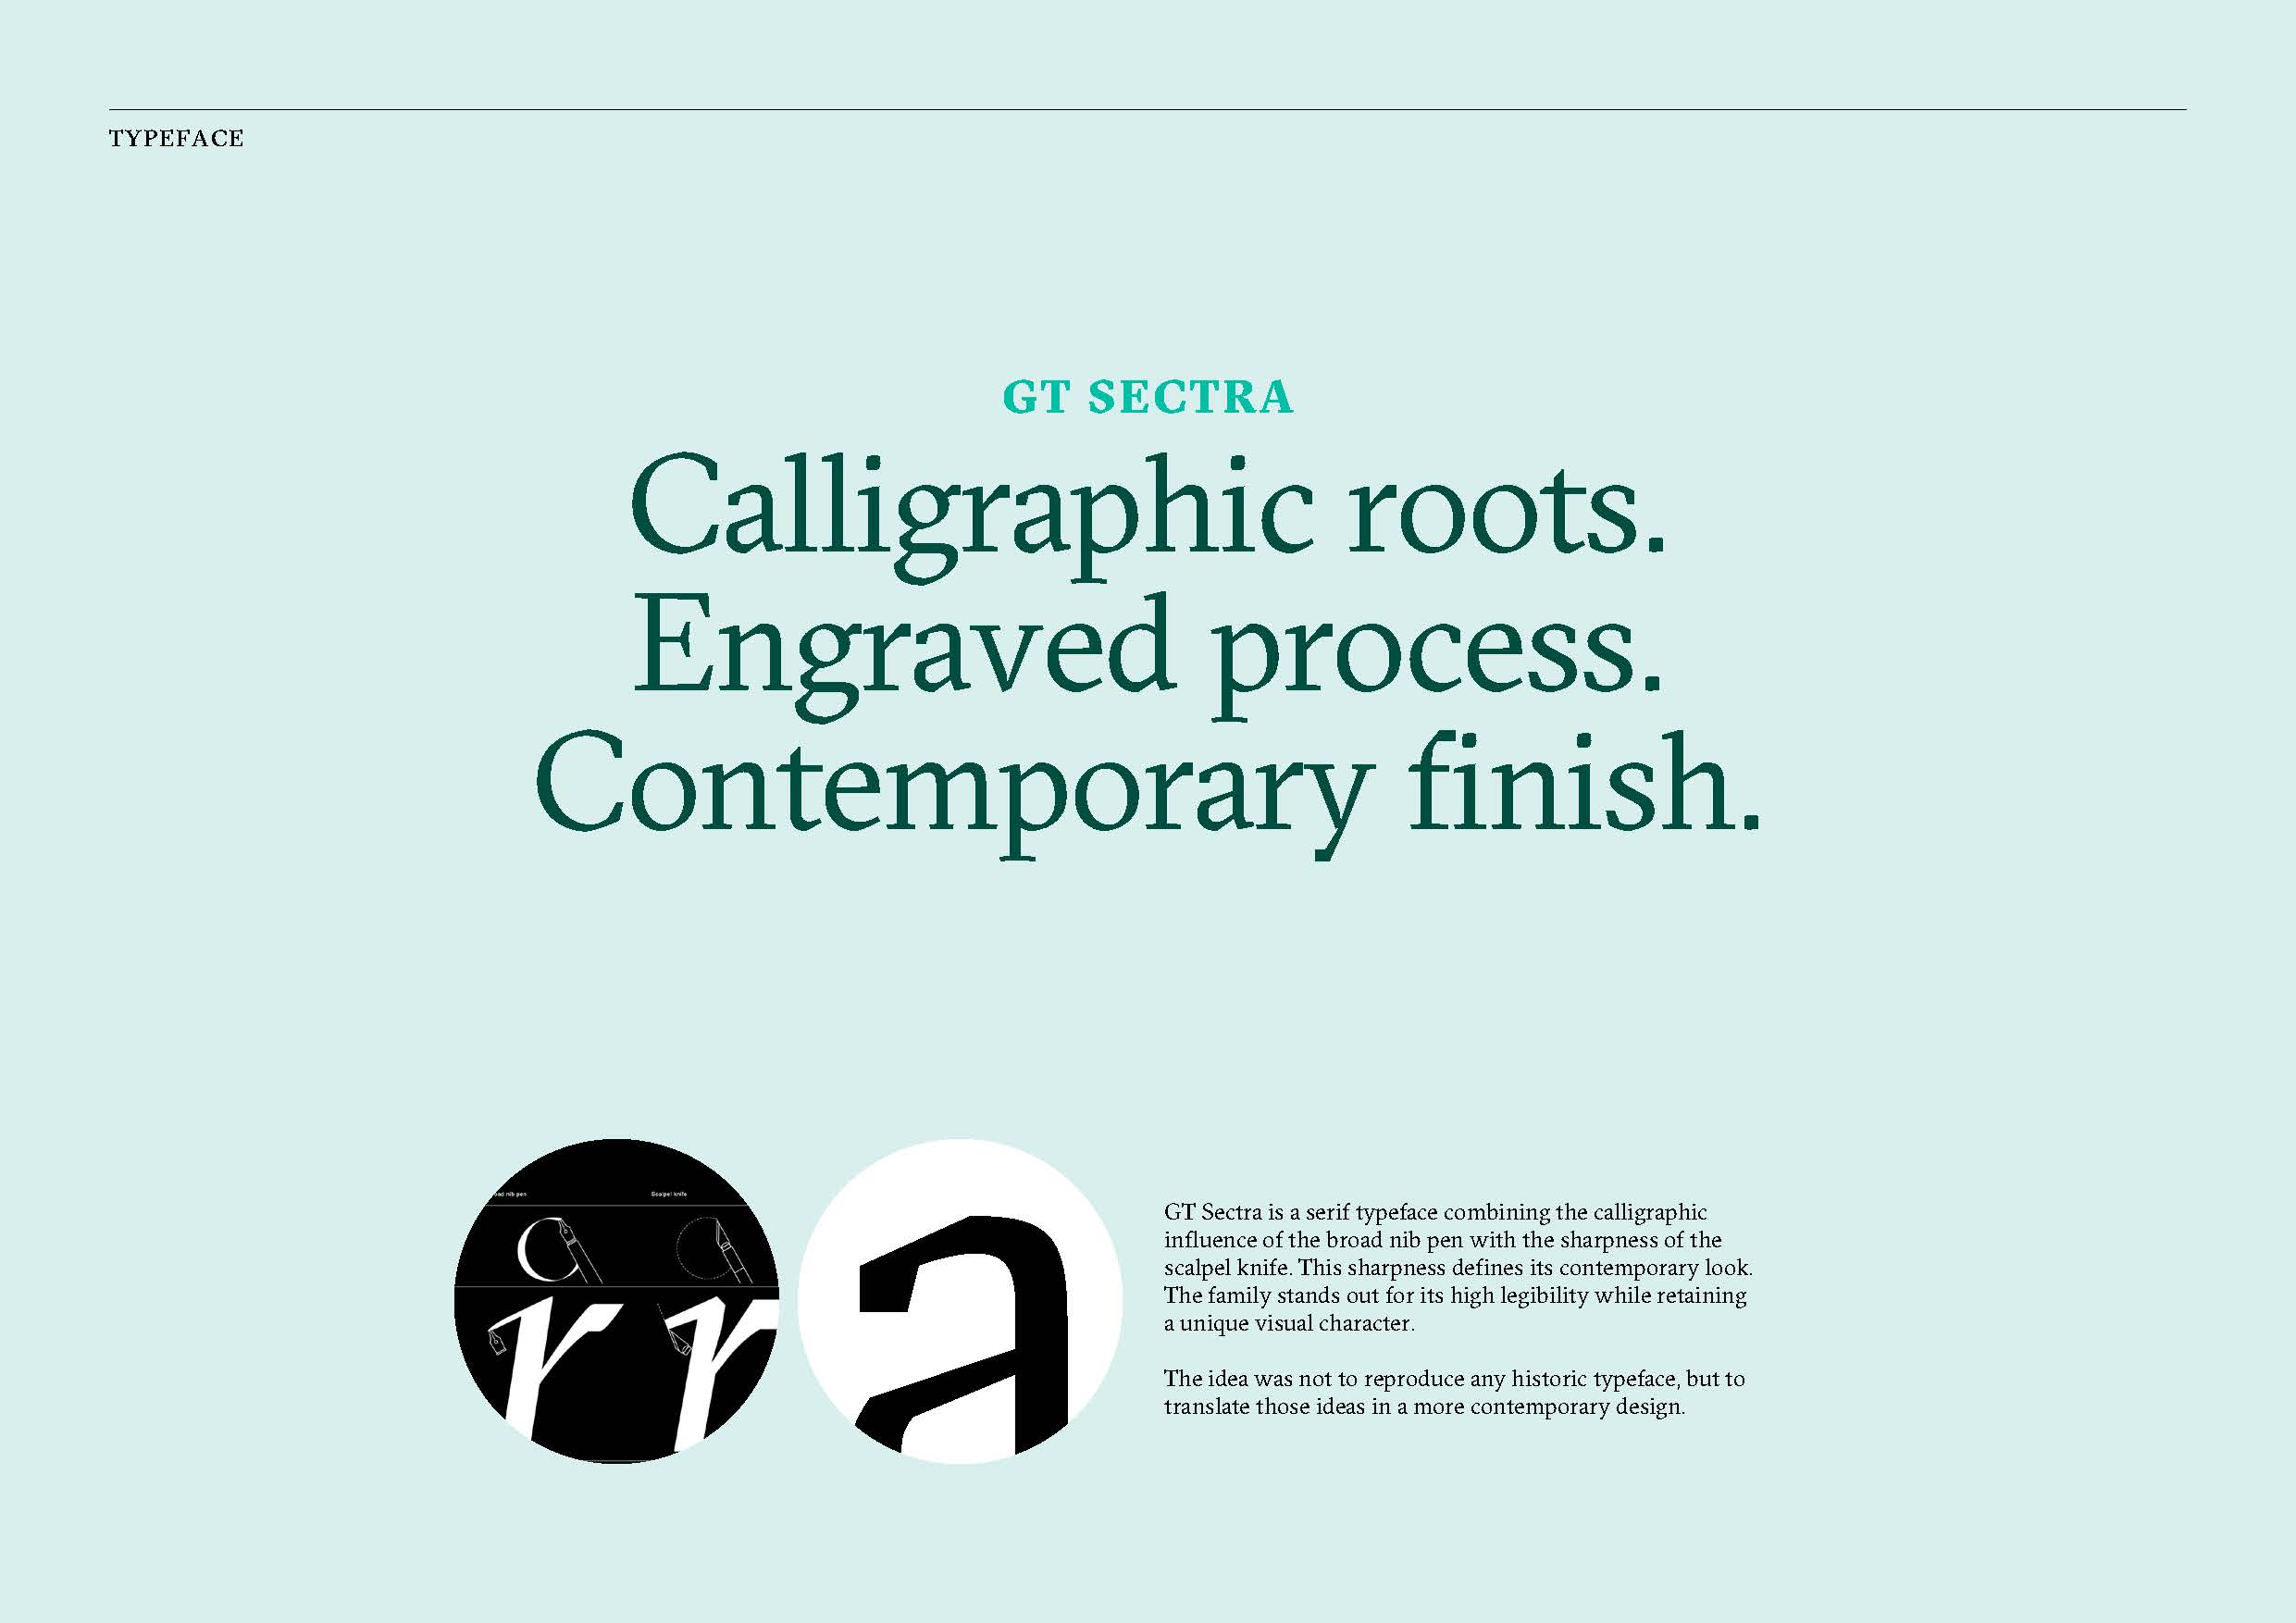 TYPEFACE
GT SECTRA
Calligraphic roots.
Engraved process.
Contemporary finish.
oad nib pen
Scalpel knife
r r
a
GT Sectra is a serif typeface combining the calligraphic
influence of the broad nib pen with the sharpness of the
scalpel knife. This sharpness defines its contemporary look.
The family stands out for its high legibility while retaining
a unique visual character.
The idea was not to reproduce any historic typeface, but to
translate those ideas in a more contemporary design.